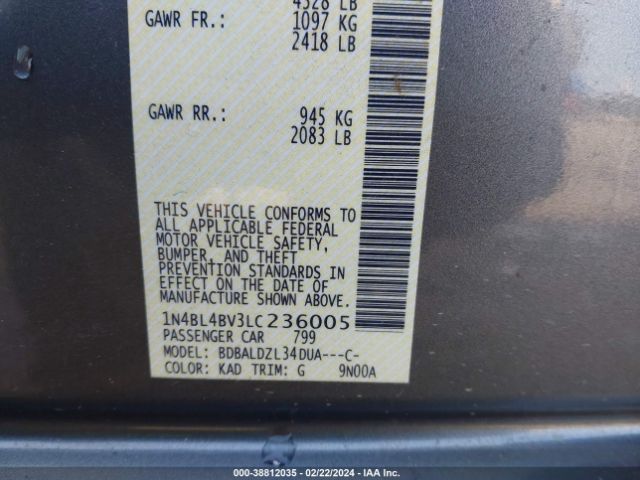 4328 LB
GAWR FR.: 1097 KG
2418 LB
GAWR RR.: 945 KG
2083 LB
THIS VEHICLE CONFORMS TO
ALL APPLICABLE FEDERAL
MOTOR VEHICLE SAFETY,
BUMPER, AND THEFT
PREVENTION STANDARDS IN
EFFECT ON THE DATE OF
MANUFACTURE SHOWN ABOVE.
1N4BL4BV3LC236005
PASSENGER CAR 799
MODEL: BDBALDZL34DUA---C-
COLOR: KAD TRIM: G 9N00A
000-38812035 - 02/22/2024 - IAA Inc.